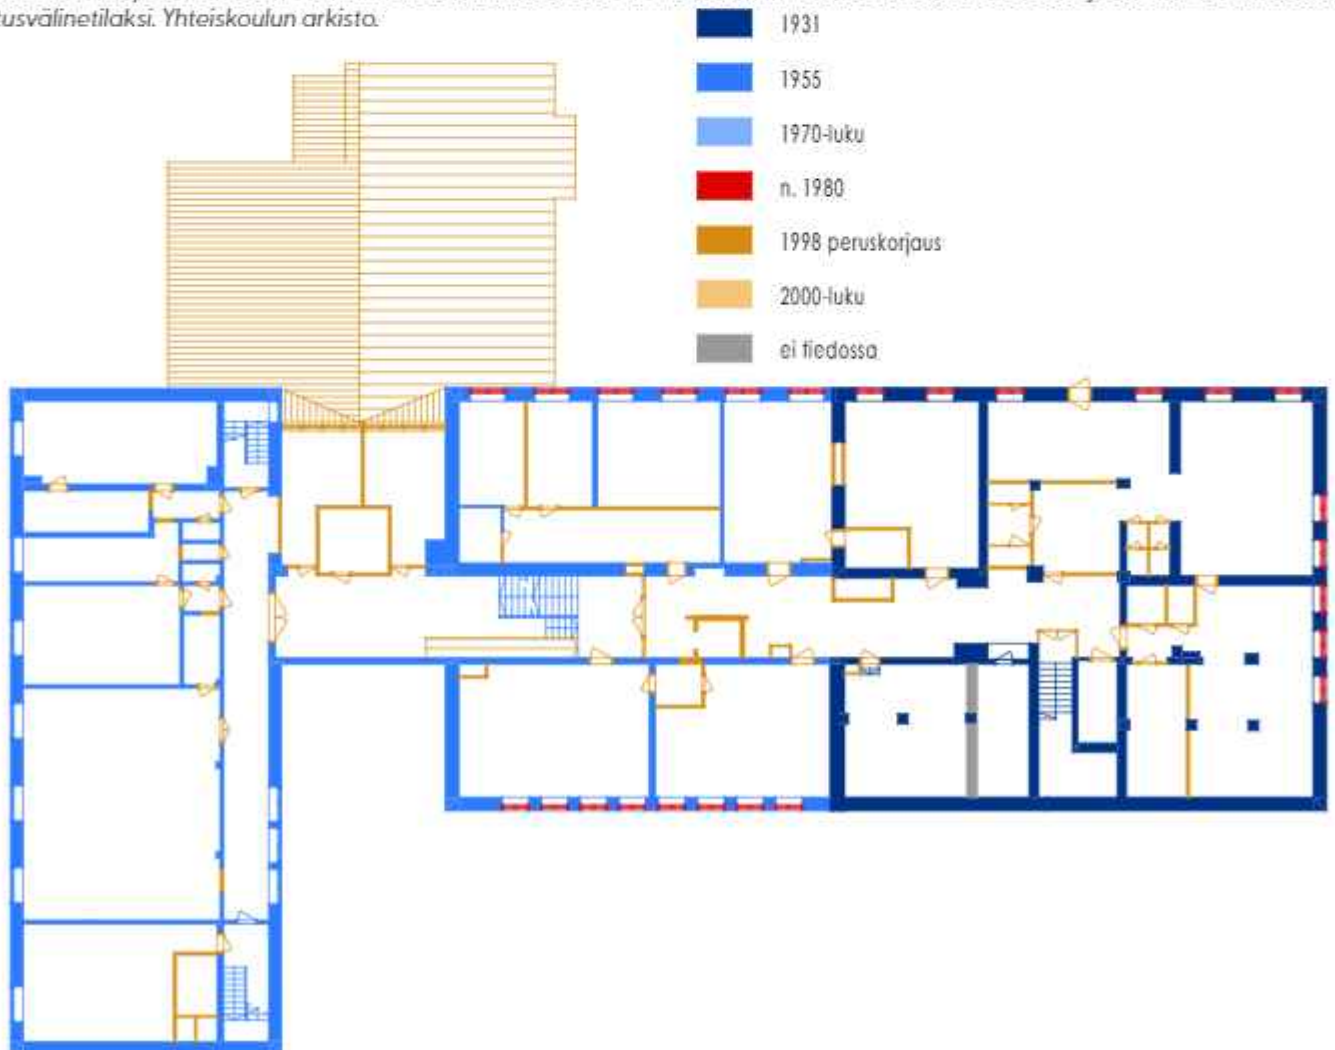 usvälinetilaksi. Yhteiskoulun arkisto.
1931
1955
1970-luku
n. 1980
1998 peruskorjaus
2000-luku
ei tiedossa